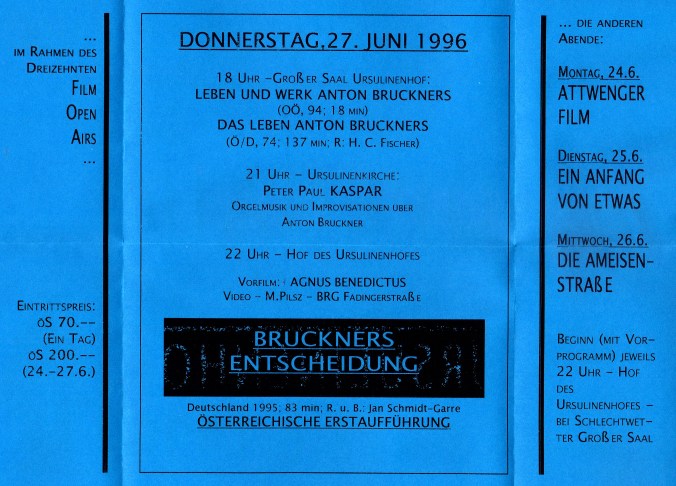 ...
IM RAHMEN DES
DREIZEHNTEN
FILM
OPEN
AIRS
...
EINTRITTSPREIS:
öS 70.--
(EIN TAG)
öS 200.--
(24.-27.6.)
DONNERSTAG,27. JUNI 1996
18 UHR –GROßER SAAL URSULINENHOF:
LEBEN UND WERK ANTON BRUCKNERS
(OÖ, 94; 18 MIN)
DAS LEBEN ANTON BRUCKNERS
(Ö/D, 74; 137 MIN; R: H. C. FISCHER)
21 UHR – URSULINENKIRCHE:
PETER PAUL KASPAR
ORGELMUSIK UND IMPROVISATIONEN ÜBER
ANTON BRUCKNER
22 UHR – HOF DES URSULINENHOFES
VORFILM: AGNUS BENEDICTUS
VIDEO – M.PILSZ – BRG FADINGERSTRAßE
BRUCKNERS
ENTSCHEIDUNG
Deutschland 1995; 83 min; R. u. B.: Jan Schmidt-Garre
ÖSTERREICHISCHE ERSTAUFFÜHRUNG
... DIE ANDEREN
ABENDE:
MONTAG, 24.6.
ATTWENGER
FILM
DIENSTAG, 25.6.
EIN ANFANG
VON ETWAS
MITTWOCH, 26.6.
DIE AMEISEN-
STRAßE
BEGINN (MIT VOR-
PROGRAMM) JEWEILS
22 UHR – HOF
DES
URSULINENHOFES –
BEI SCHLECHTWET-
TER GROßER SAAL